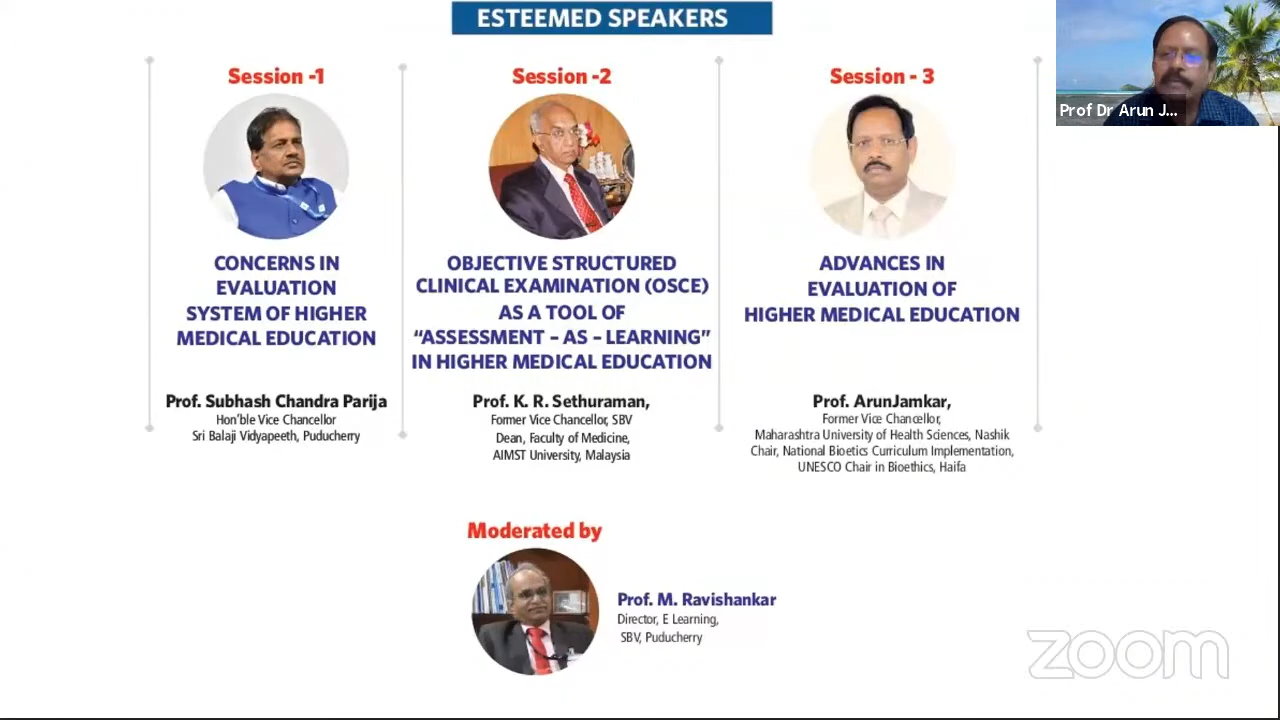 ESTEEMED SPEAKERS
Prof Dr Arun J...
Session -1
CONCERNS IN
EVALUATION
SYSTEM OF HIGHER
MEDICAL EDUCATION
Prof. Subhash Chandra Parija
Hon'ble Vice Chancellor
Sri Balaji Vidyapeeth, Puducherry
Session -2
OBJECTIVE STRUCTURED
CLINICAL EXAMINATION (OSCE)
AS A TOOL OF
“ASSESSMENT – AS – LEARNING”
IN HIGHER MEDICAL EDUCATION
Prof. K. R. Sethuraman,
Former Vice Chancellor, SBV
Dean, Faculty of Medicine,
AIMST University, Malaysia
Session - 3
ADVANCES IN
EVALUATION OF
HIGHER MEDICAL EDUCATION
Prof. ArunJamkar,
Former Vice Chancellor,
Maharashtra University of Health Sciences, Nashik
Chair, National Bioetics Curriculum Implementation,
UNESCO Chair in Bioethics, Haifa
Moderated by
Prof. M. Ravishankar
Director, E Learning,
SBV, Puducherry
zoom